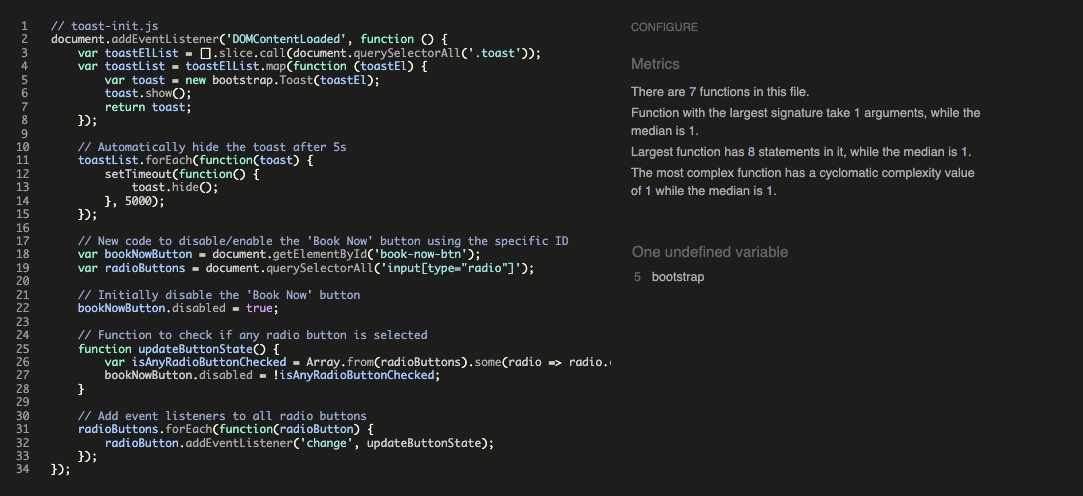 1 // toast-init.js
2 document.addEventListener('DOMContentLoaded', function () {
3 var toastElList = [].slice.call(document.querySelectorAll('.toast'));
4 var toastList = toastElList.map(function (toastEl) {
5 var toast = new bootstrap.Toast(toastEl);
6 toast.show();
7 return toast;
8 });
9
10 // Automatically hide the toast after 5s
11 toastList.forEach(function(toast) {
12 setTimeout(function() {
13 toast.hide();
14 }, 5000);
15 });
16
17 // New code to disable/enable the 'Book Now' button using the specific ID
18 var bookNowButton = document.getElementById('book-now-btn');
19 var radioButtons = document.querySelectorAll('input[type="radio"]');
20
21 // Initially disable the 'Book Now' button
22 bookNowButton.disabled = true;
23
24 // Function to check if any radio button is selected
25 function updateButtonState() {
26 var isAnyRadioButtonChecked = Array.from(radioButtons).some(radio => radio.
27 bookNowButton.disabled = !isAnyRadioButtonChecked;
28 }
29
30 // Add event listeners to all radio buttons
31 radioButtons.forEach(function(radioButton) {
32 radioButton.addEventListener('change', updateButtonState);
33 });
34 });
CONFIGURE
Metrics
There are 7 functions in this file.
Function with the largest signature take 1 arguments, while the
median is 1.
Largest function has 8 statements in it, while the median is 1.
The most complex function has a cyclomatic complexity value
of 1 while the median is 1.
One undefined variable
5 bootstrap